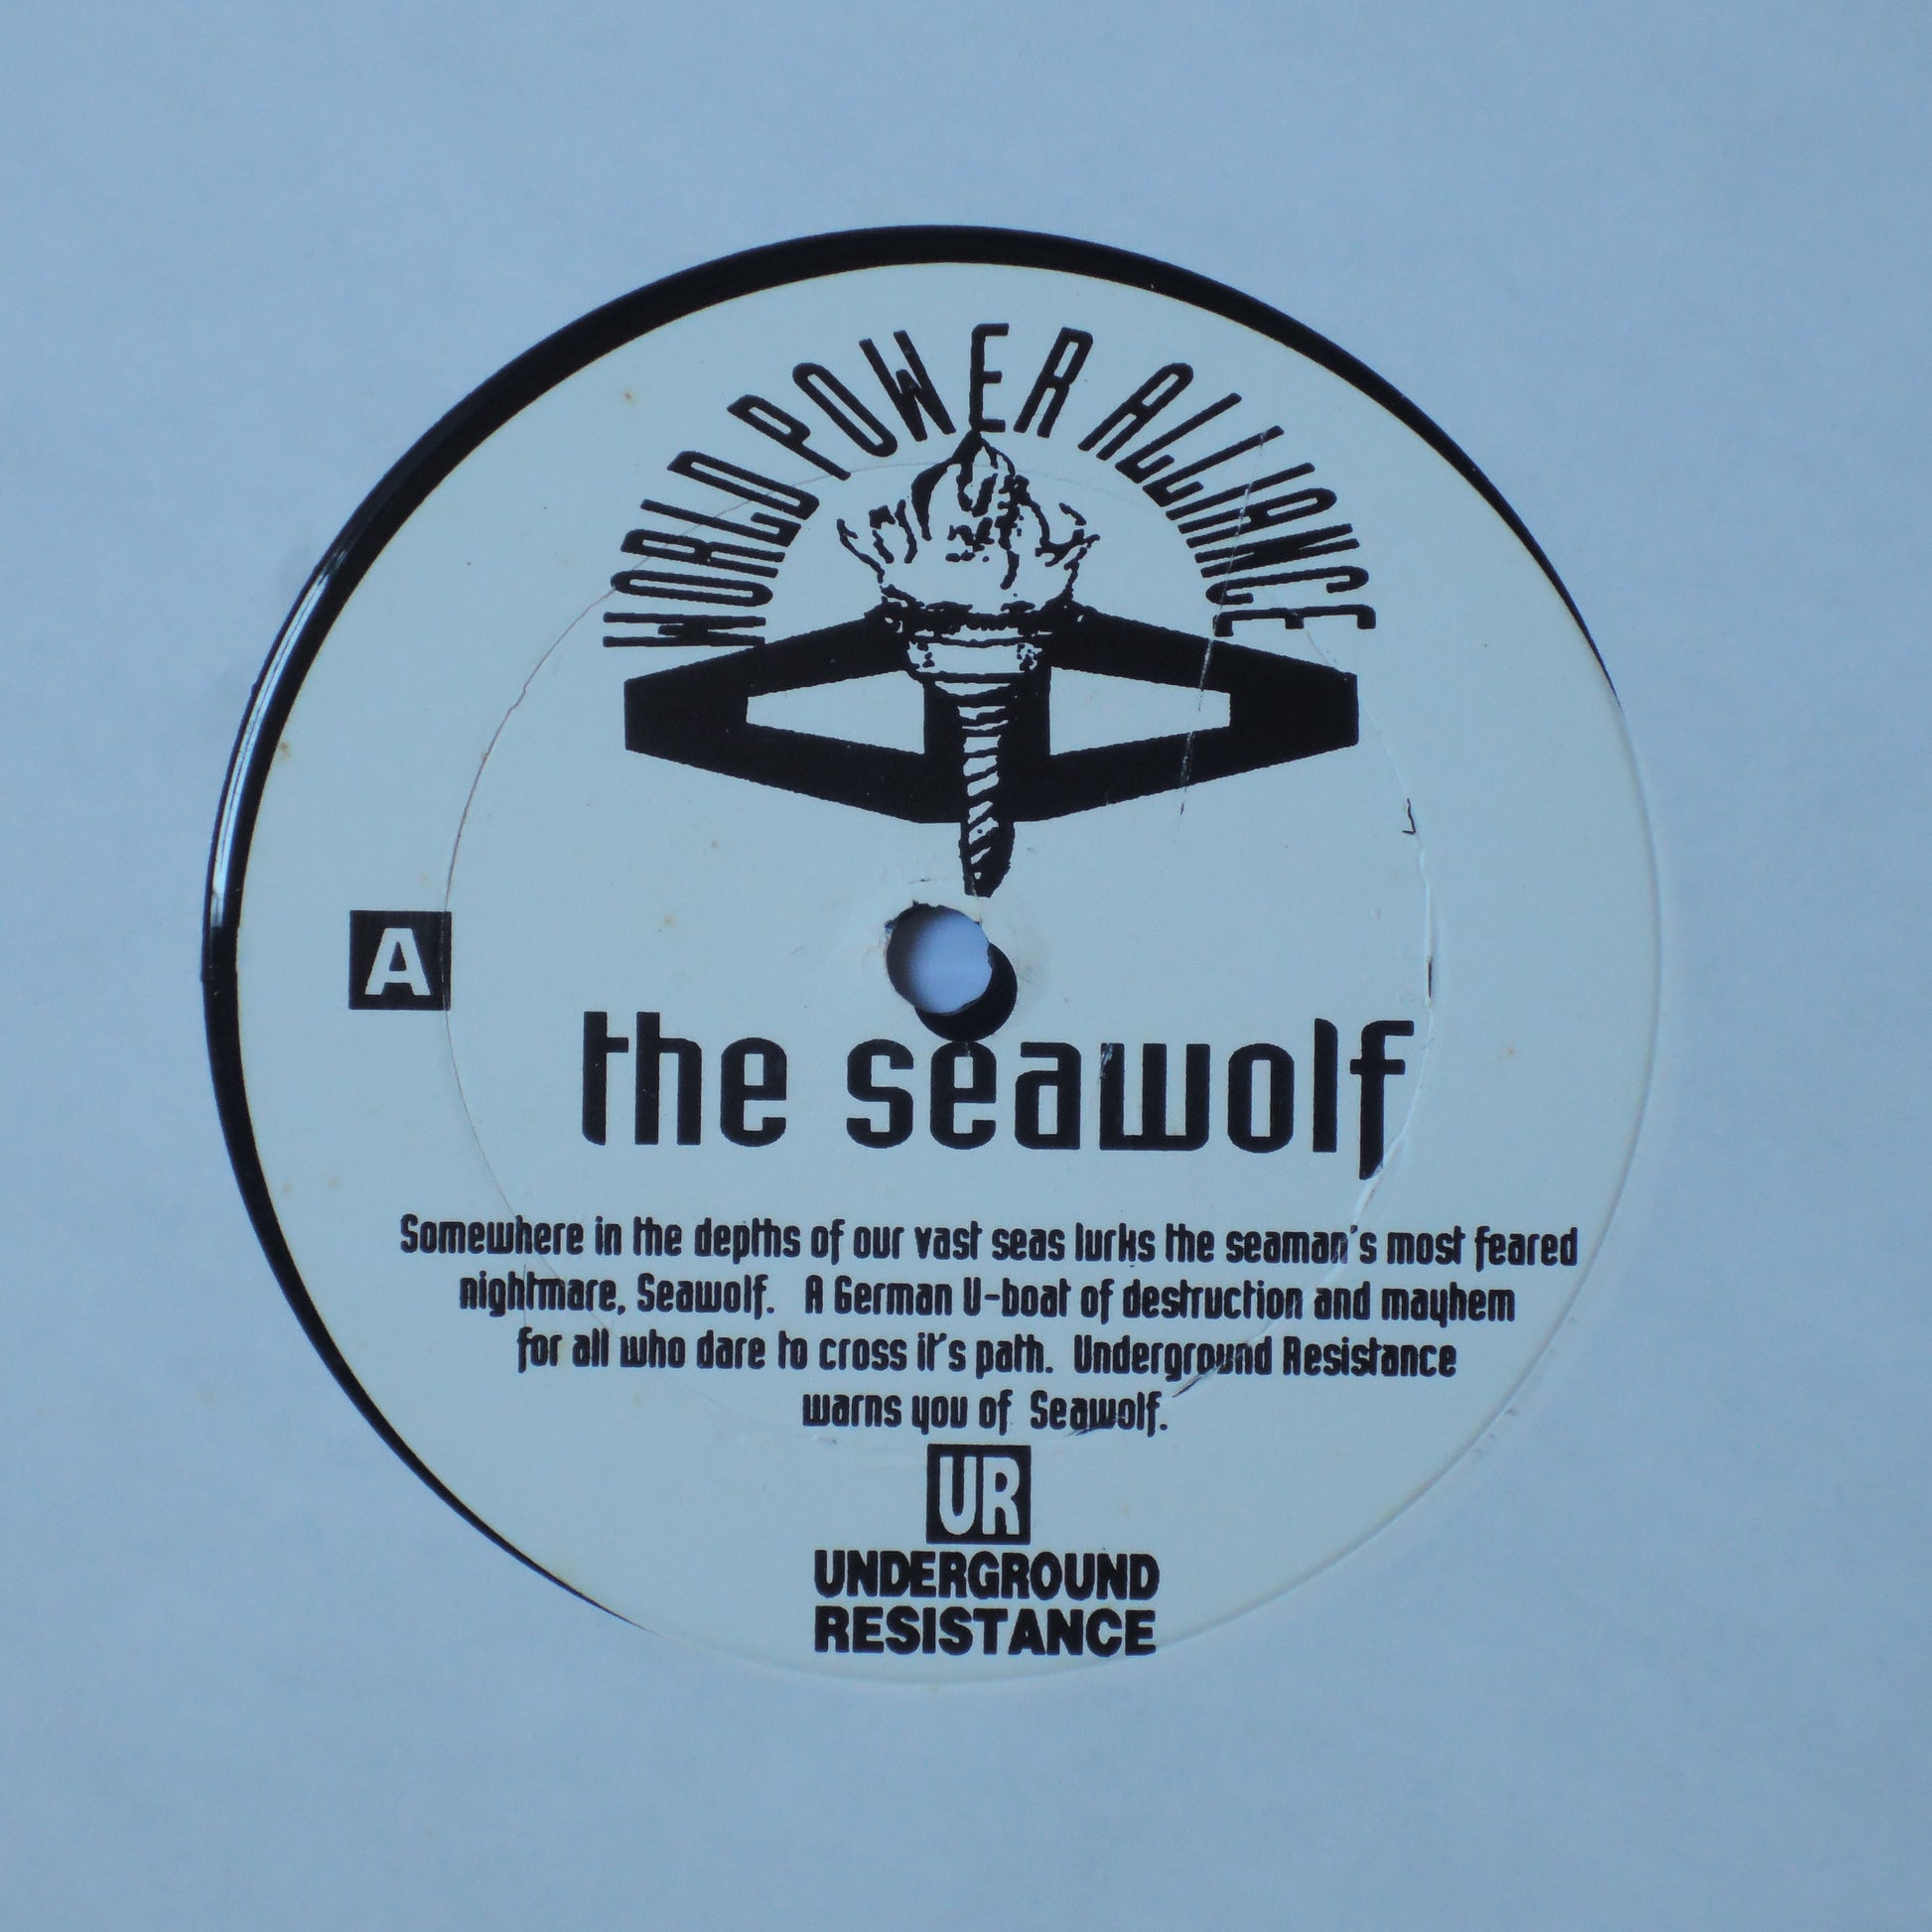 WORLD POWER ALLIANCE
A
the seawolf
Somewhere in the depths of our vast seas lurks the seaman's most feared
nightmare, Seawolf. A German U-boat of destruction and mayhem
for all who dare to cross it's path. Underground Resistance
warns you of Seawolf.
UR
UNDERGROUND
RESISTANCE